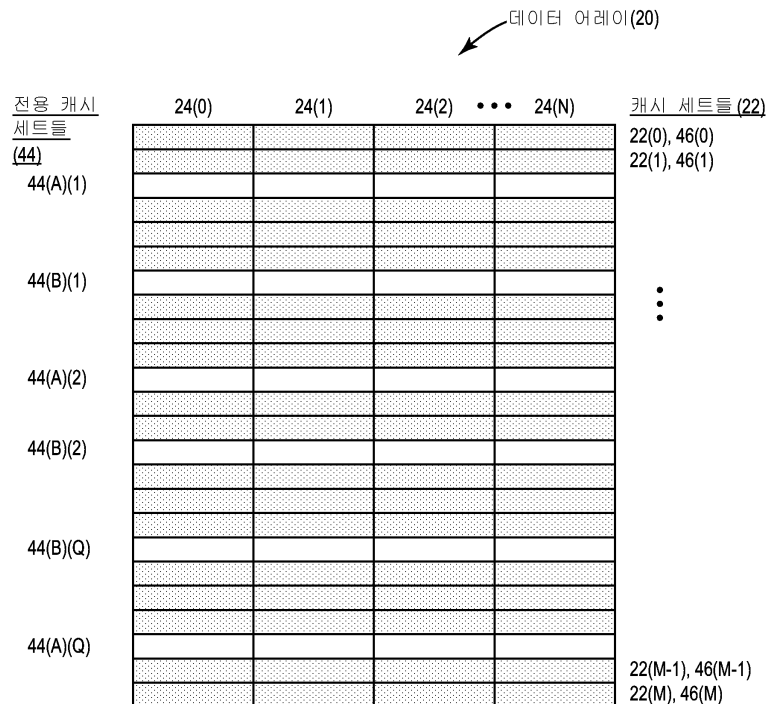 데이터 어레이(20)
전용 캐시
세트들
(44)
24(0) 24(1) 24(2) ••• 24(N)
캐시 세트들(22)
22(0), 46(0)
22(1), 46(1)
44(A)(1)
44(B)(1)
44(A)(2)
44(B)(2)
44(B)(Q)
44(A)(Q)
22(M-1), 46(M-1)
22(M), 46(M)